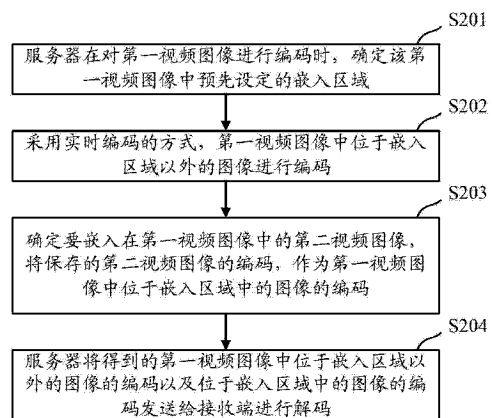 S201
服务器在对第一视频图像进行编码时，确定该第
一视频图像中预先设定的嵌入区域
S202
采用实时编码的方式，第一视频图像中位于嵌入
区域以外的图像进行编码
S203
确定要嵌入在第一视频图像中的第二视频图像，
将保存的第二视频图像的编码，作为第一视频图
像中位于嵌入区域中的图像的编码
S204
服务器将得到的第一视频图像中位于嵌入区域以
外的图像的编码以及位于嵌入区域中的图像的编
码发送给接收端进行解码